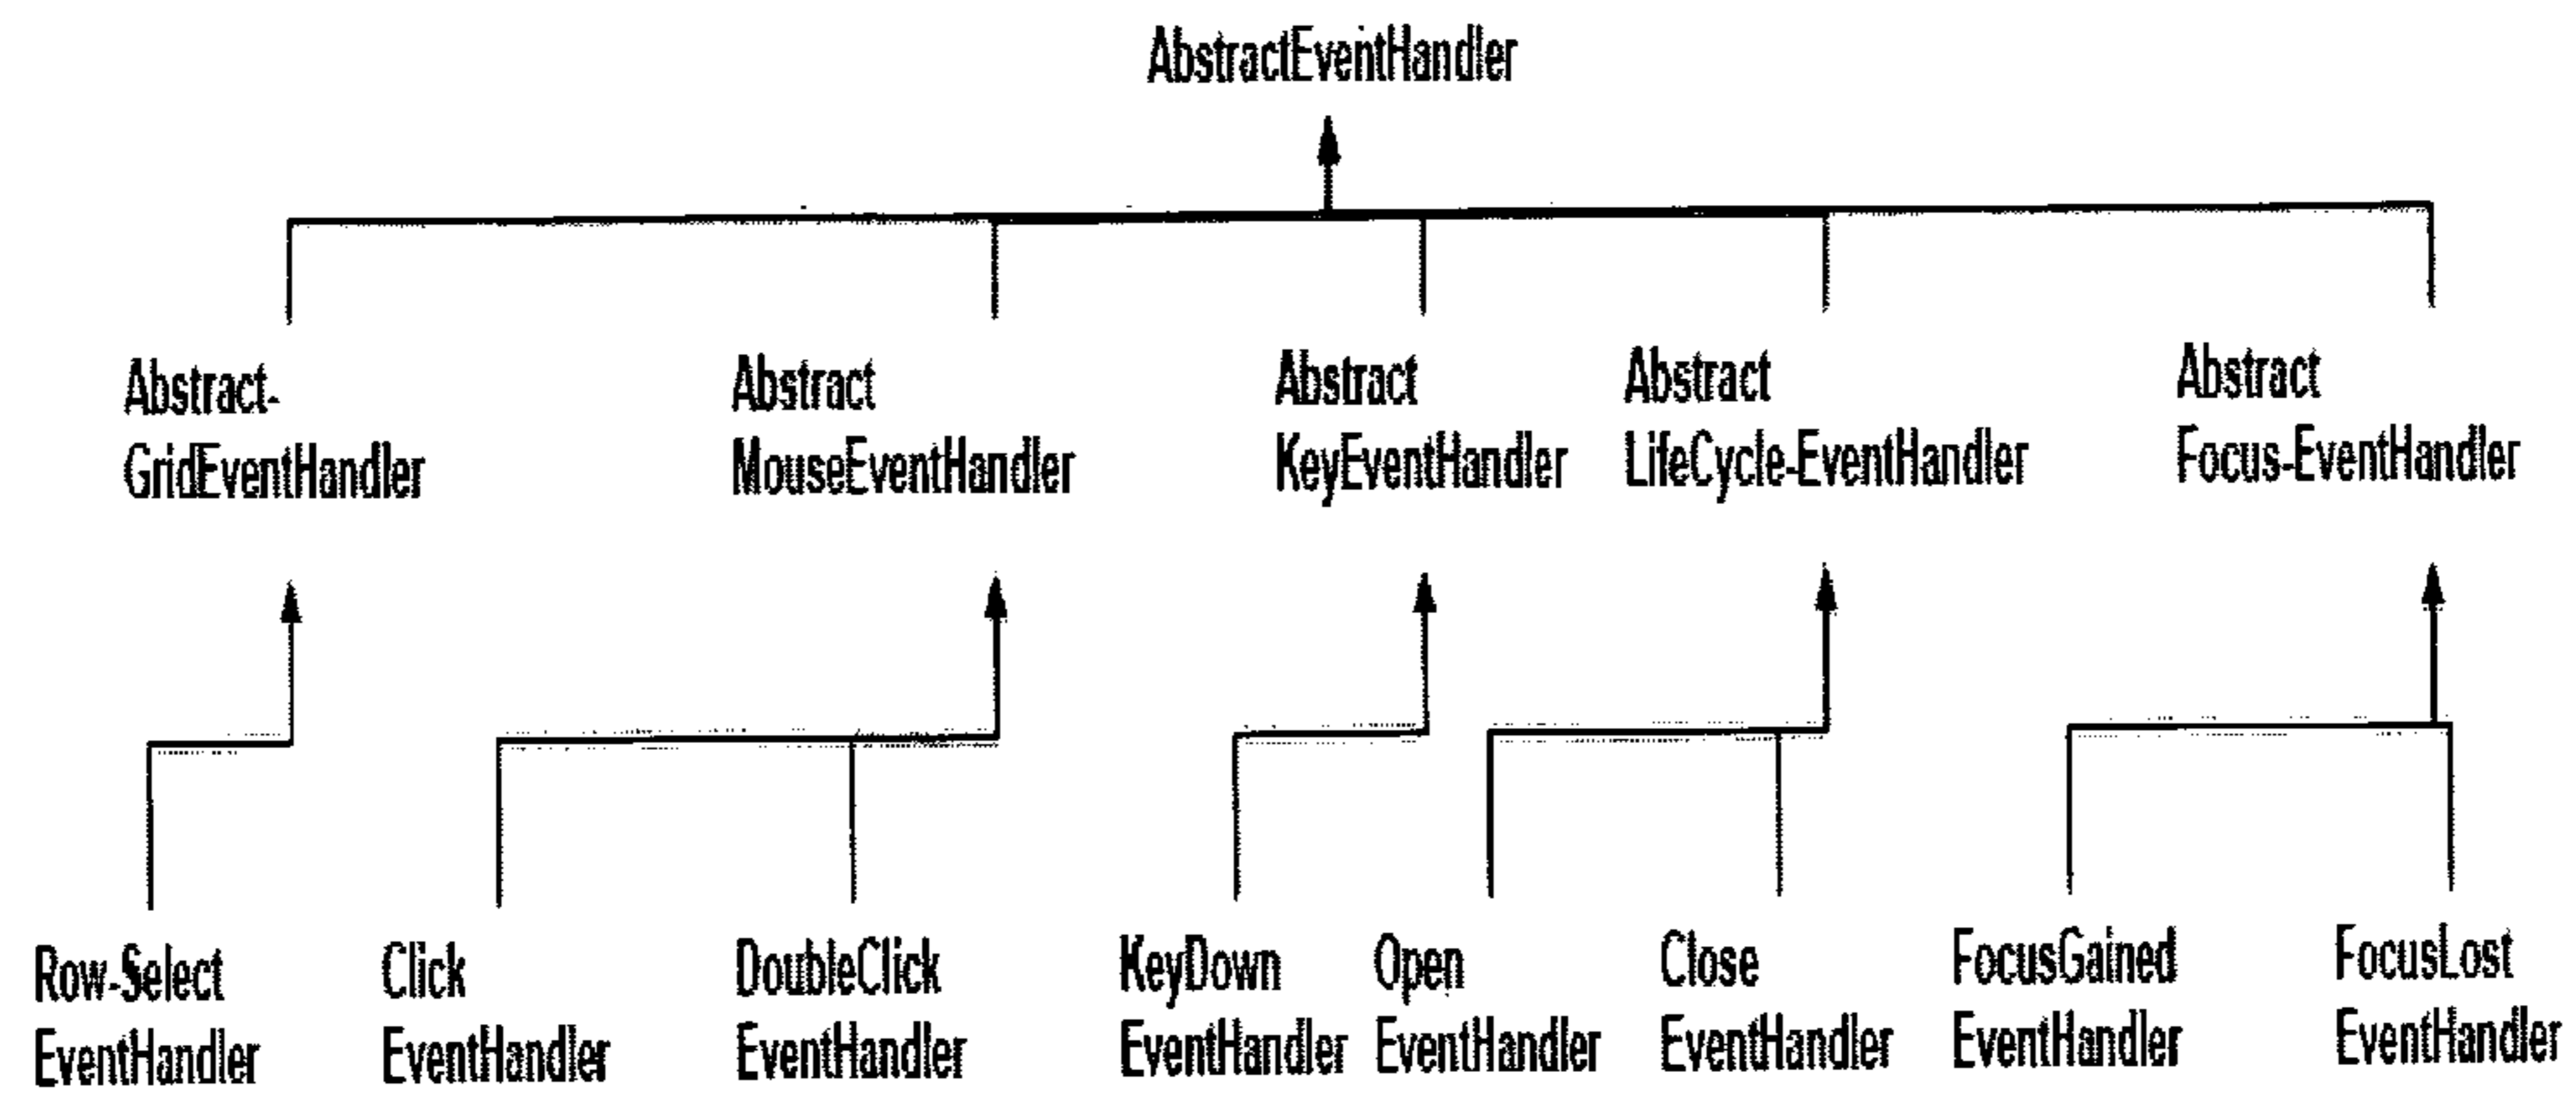 AbstractEventHandler
Abstract-
GridEventHandler
Abstract
MouseEventHandler
Abstract
KeyEventHandler
Abstract
LifeCycle-EventHandler
Abstract
Focus-EventHandler
Row-Select
EventHandler
Click
EventHandler
DoubleClick
EventHandler
KeyDown
EventHandler
Open
EventHandler
Close
EventHandler
FocusGained
EventHandler
FocusLost
EventHandler